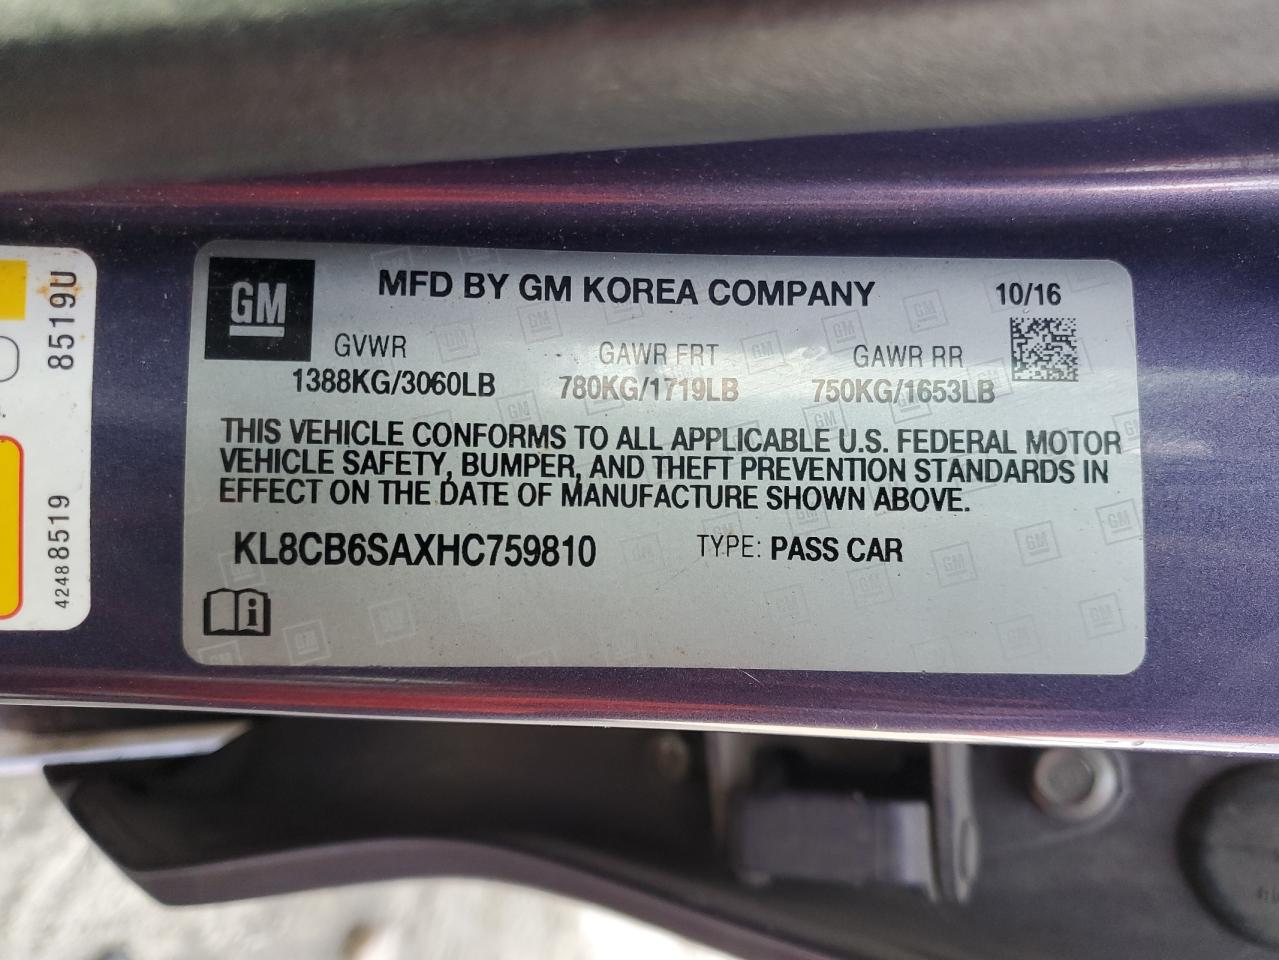 8519U
42488519
GM
MFD BY GM KOREA COMPANY
10/16
GVWR GAWR FRT GAWR RR
1388KG/3060LB 780KG/1719LB 750KG/1653LB
THIS VEHICLE CONFORMS TO ALL APPLICABLE U.S. FEDERAL MOTOR
VEHICLE SAFETY, BUMPER, AND THEFT PREVENTION STANDARDS IN
EFFECT ON THE DATE OF MANUFACTURE SHOWN ABOVE.
KL8CB6SAXHC759810 TYPE: PASS CAR
i